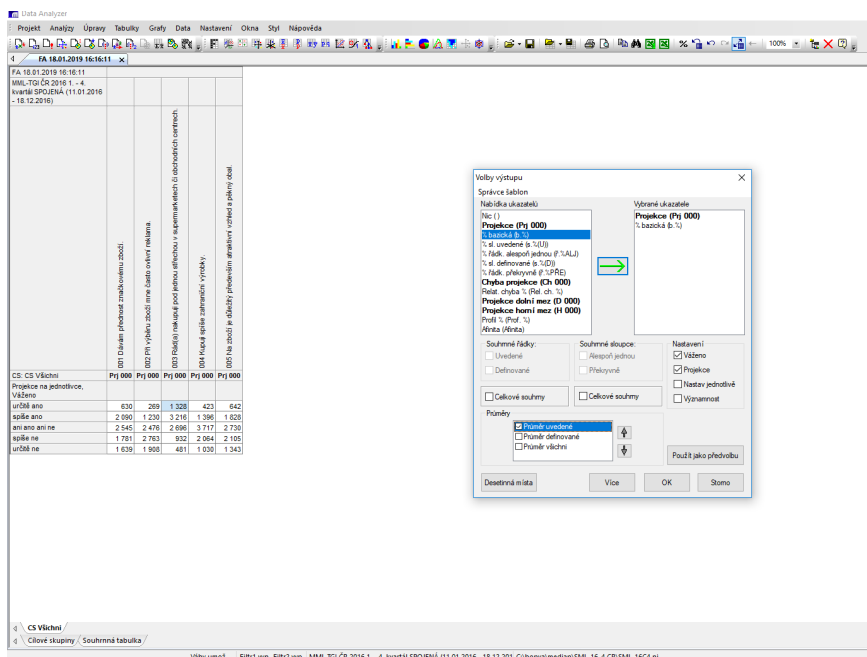 Data Analyzer
Projekt Analýzy Úpravy Tabulky Grafy Data Nastavení Okna Styl Nápověda
100%
FA 18.01.2019 16:16:11 x
FA 18.01.2019 16:16:11
MML-TGI ČR 2016 1. - 4.
kvartál SPOJENÁ (11.01.2016
- 18.12.2016)
001 Dávám přednost značkovému zboží.
002 Při výběru zboží mne často ovlivní reklama.
003 Rád(a) nakupuji pod jednou střechou v supermarketech či obchodních centrech.
004 Kupuji spíše zahraniční výrobky.
005 Na zboží je důležitý především atraktivní vzhled a pěkný obal.
CS: CS Všichni Prj 000 Prj 000 Prj 000 Prj 000 Prj 000
Projekce na jednotlivce,
Váženo
určitě ano 630 269 1 328 423 642
spíše ano 2 090 1 230 3 216 1 396 1 828
ani ano ani ne 2 545 2 476 2 696 3 717 2 730
spíše ne 1 781 2 763 932 2 064 2 105
určitě ne 1 639 1 908 481 1 030 1 343
Volby výstupu
Správce šablon
Nabídka ukazatelů
Nic ( )
Projekce (Prj 000)
% bazická (b.%)
% sl. uvedené (s.%(U))
% řádk. alespoň jednou (ř.%ALJ)
% sl. definované (s.%(D))
% řádk. překryvně (ř.%PŘE)
Chyba projekce (Ch 000)
Relat. chyba % (Rel. ch. %)
Projekce dolní mez (D 000)
Projekce horní mez (H 000)
Profil % (Prof. %)
Afinita (Afinita)
Vybrané ukazatele
Projekce (Prj 000)
% bazická (b.%)
Souhrnné řádky:
Uvedené
Definované
Celkové souhrny
Souhrnné sloupce:
Alespoň jednou
Překryvně
Celkové souhrny
Nastavení
Váženo
Projekce
Nastav jednotlivě
Významnost
Průměry
Průměr uvedené
Průměr definované
Průměr všichni
Použít jako předvolbu
Desetinná místa Více OK Storno
CS Všichni
Cílové skupiny Souhrnná tabulka